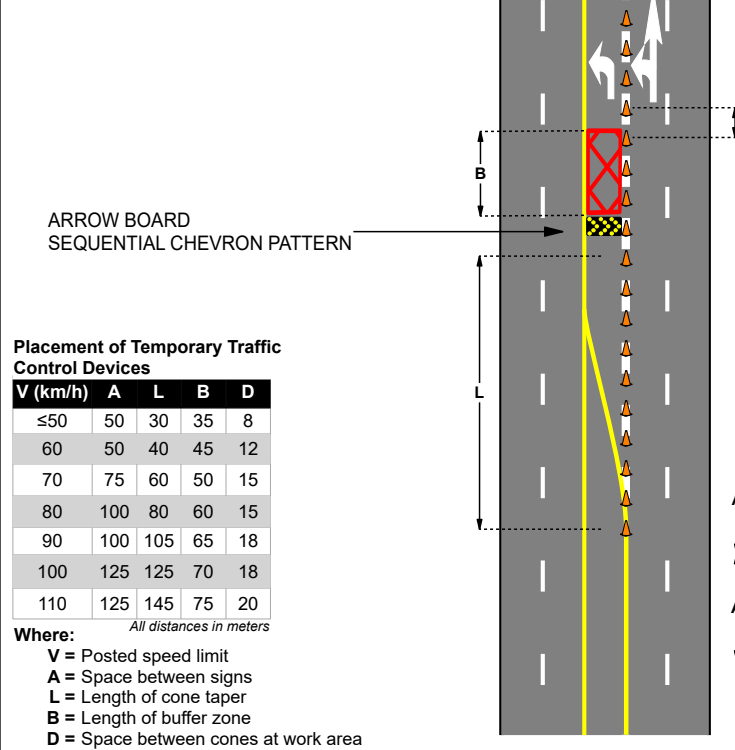 B
ARROW BOARD
SEQUENTIAL CHEVRON PATTERN
L
Placement of Temporary Traffic
Control Devices
V (km/h) A L B D
≤50 50 30 35 8
60 50 40 45 12
70 75 60 50 15
80 100 80 60 15
90 100 105 65 18
100 125 125 70 18
110 125 145 75 20
All distances in meters
Where:
V = Posted speed limit
A = Space between signs
L = Length of cone taper
B = Length of buffer zone
D = Space between cones at work area